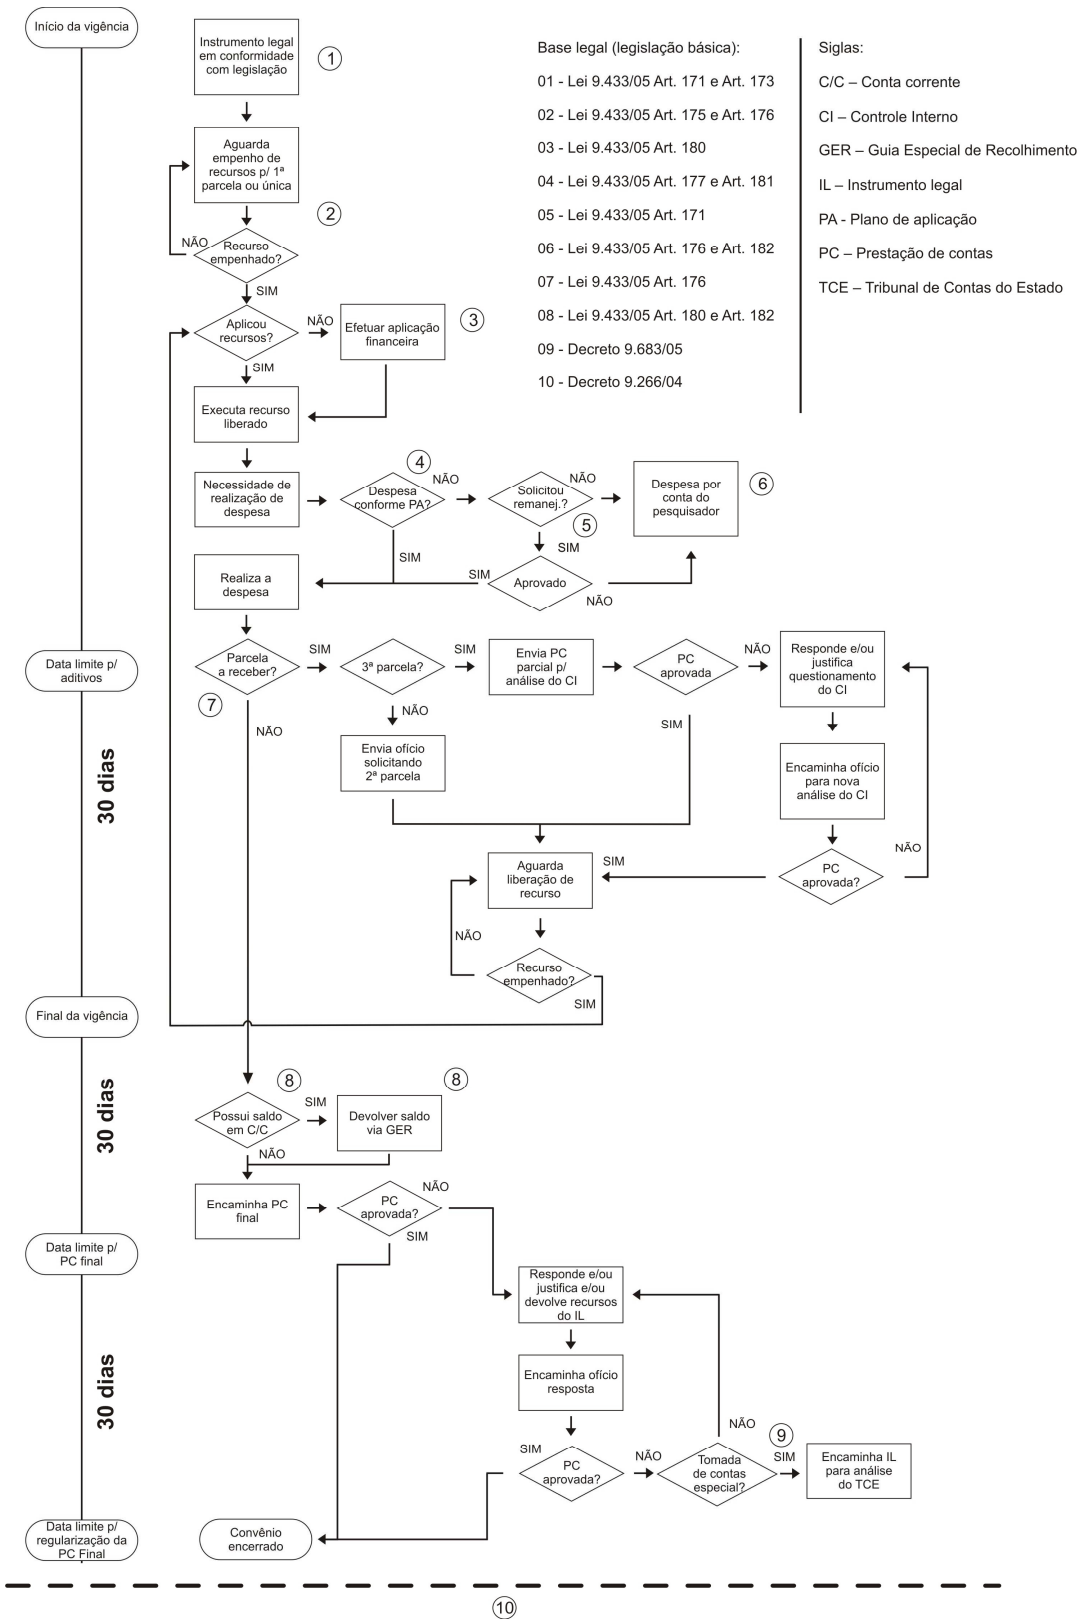 Início da vigência
Instrumento legal
em conformidade
com legislação
1
Base legal (legislação básica):
01 - Lei 9.433/05 Art. 171 e Art. 173
02 - Lei 9.433/05 Art. 175 e Art. 176
03 - Lei 9.433/05 Art. 180
04 - Lei 9.433/05 Art. 177 e Art. 181
05 - Lei 9.433/05 Art. 171
06 - Lei 9.433/05 Art. 176 e Art. 182
07 - Lei 9.433/05 Art. 176
08 - Lei 9.433/05 Art. 180 e Art. 182
09 - Decreto 9.683/05
10 - Decreto 9.266/04
Siglas:
C/C – Conta corrente
CI – Controle Interno
GER – Guia Especial de Recolhimento
IL – Instrumento legal
PA - Plano de aplicação
PC – Prestação de contas
TCE – Tribunal de Contas do Estado
Aguarda
empenho de
recursos p/ 1ª
parcela ou única
2
NÃO
Recurso
empenhado?
SIM
Aplicou
recursos?
NÃO
Efetuar aplicação
financeira
3
SIM
Executa recurso
liberado
Necessidade de
realização de
despesa
4
Despesa
conforme PA?
NÃO
Solicitou
remanej.?
NÃO
5
Despesa por
conta do
pesquisador
6
SIM
SIM
Realiza a
despesa
SIM
Aprovado
NÃO
Data limite p/
aditivos
Parcela
a receber?
7
SIM
3ª parcela?
SIM
Envia PC
parcial p/
análise do CI
PC
aprovada
NÃO
Responde e/ou
justifica
questionamento
do CI
NÃO
NÃO
SIM
Envia ofício
solicitando
2ª parcela
Encaminha ofício
para nova
análise do CI
30 dias
Aguarda
liberação de
recurso
SIM
PC
aprovada?
NÃO
NÃO
Recurso
empenhado?
SIM
Final da vigência
30 dias
8
Possui saldo
em C/C
SIM
Devolver saldo
via GER
8
NÃO
Encaminha PC
final
PC
aprovada?
NÃO
SIM
Data limite p/
PC final
Responde e/ou
justifica e/ou
devolve recursos
do IL
30 dias
Encaminha ofício
resposta
NÃO
SIM
PC
aprovada?
NÃO
Tomada
de contas
especial?
9
SIM
Encaminha IL
para análise
do TCE
Data limite p/
regularização da
PC Final
Convênio
encerrado
10